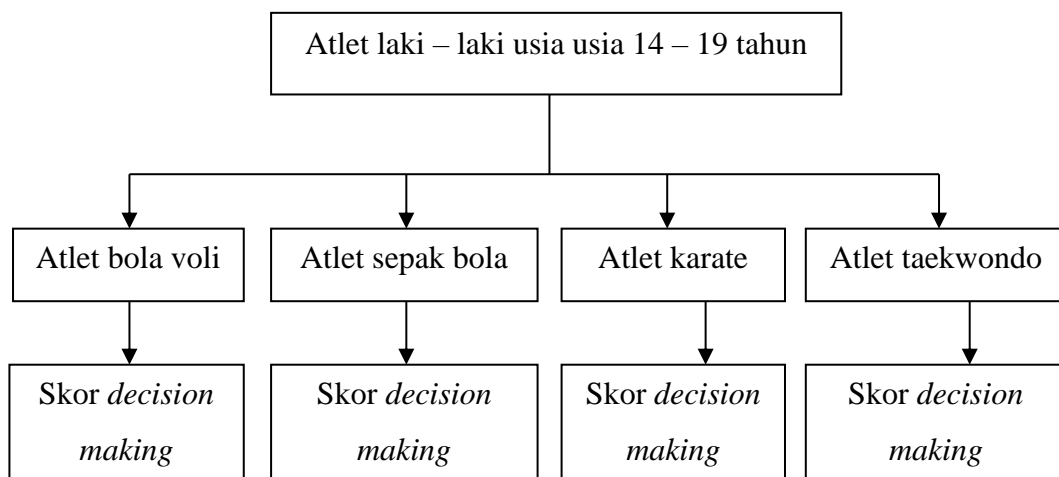 Atlet laki – laki usia usia 14 – 19 tahun
Atlet bola voli
Atlet sepak bola
Atlet karate
Atlet taekwondo
Skor decision
making
Skor decision
making
Skor decision
making
Skor decision
making